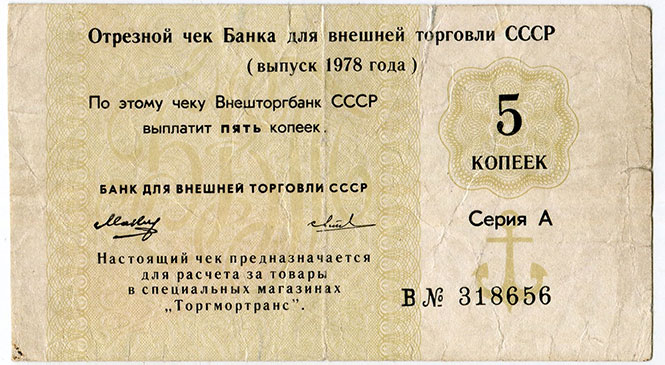 Отрезной чек Банка для внешней торговли СССР
(выпуск 1978 года)
По этому чеку Внешторгбанк СССР
выплатит пять копеек.
5
КОПЕЕК
БАНК ДЛЯ ВНЕШНЕЙ ТОРГОВЛИ СССР
Серия А
Настоящий чек предназначается
для расчета за товары
в специальных магазинах
„Торгмортранс".
В № 318656